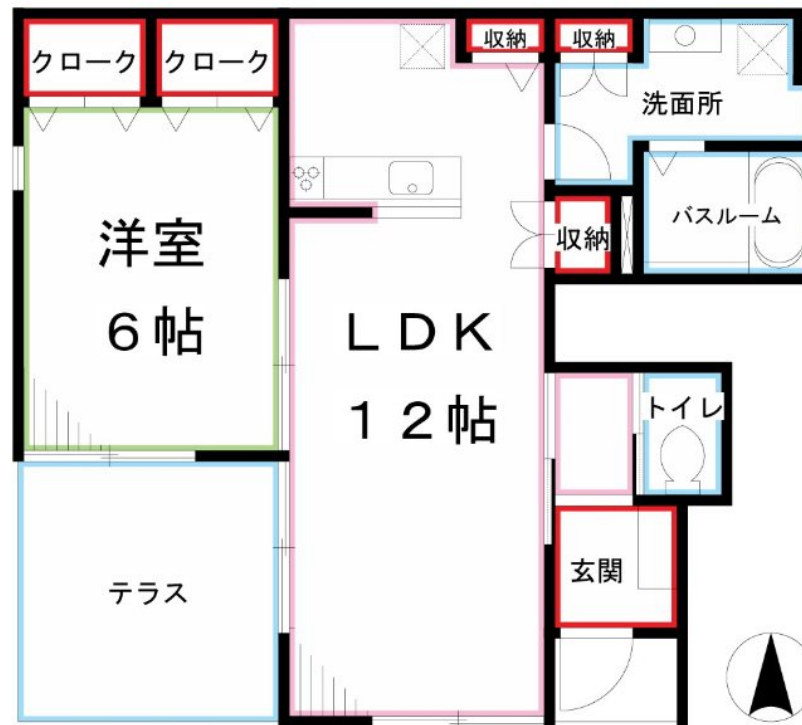 クローク
クローク
収納
収納
洗面所
バスルーム
洋室
6帖
収納
LDK
12帖
トイレ
テラス
玄関